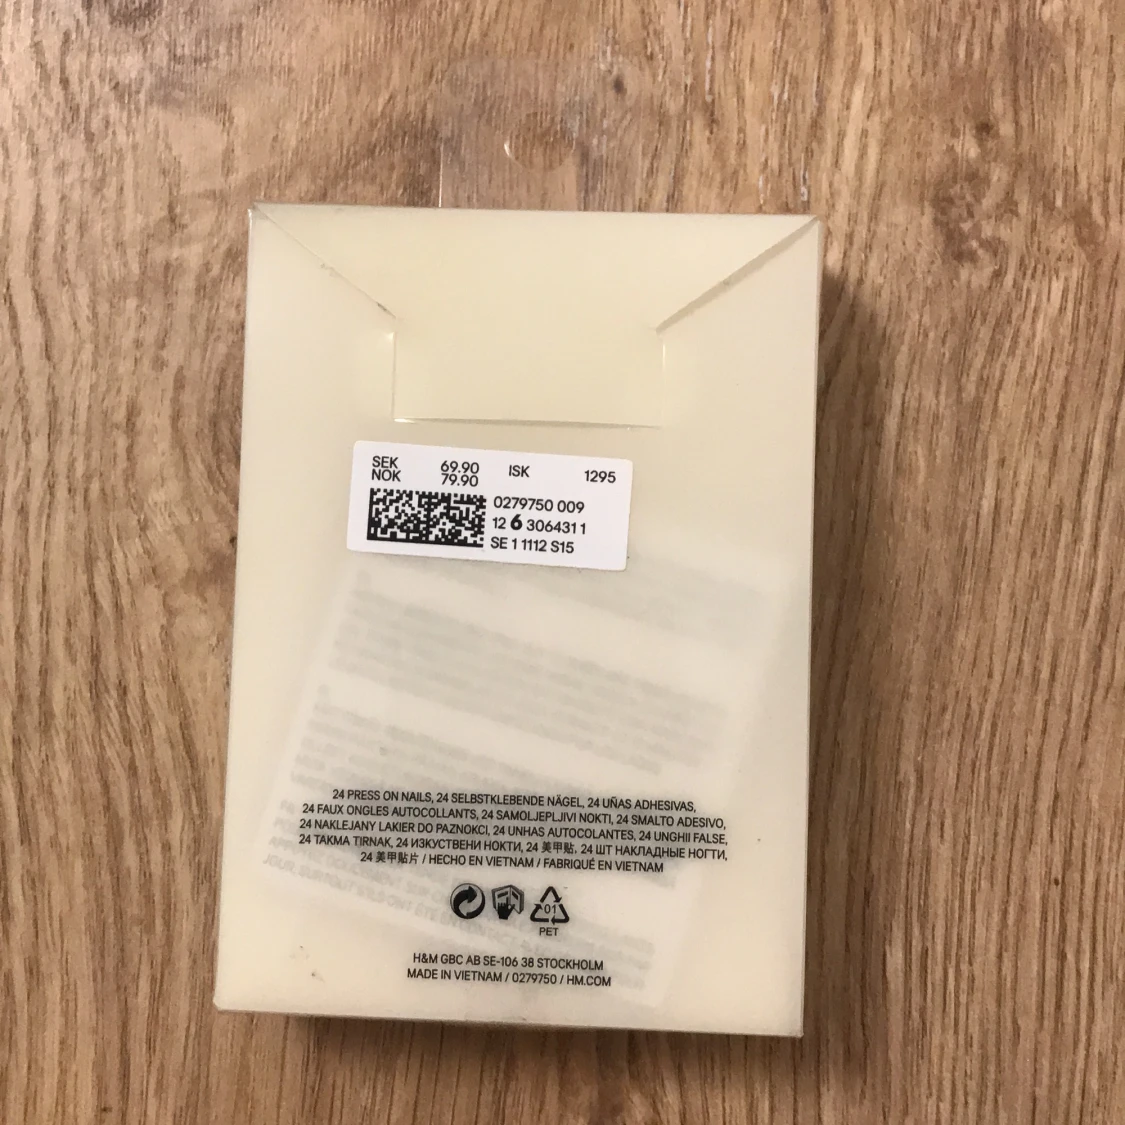 SEK 69.90 ISK 1295
NOK 79.90
0279750 009
12 6 3064311
SE 1 1112 S15
24 PRESS ON NAILS, 24 SELBSTKLEBENDE NÄGEL, 24 UÑAS ADHESIVAS,
24 FAUX ONGLES AUTOCOLLANTS, 24 SAMOLJEPLJIVI NOKTI, 24 SMALTO ADESIVO,
24 NAKLEJANY LAKIER DO PAZNOKCI, 24 UNHAS AUTOCOLANTES, 24 UNGHII FALSE,
24 TAKMA TIRNAK, 24 ИЗКУСТВЕНИ НОКТИ, 24 美甲貼, 24 ШТ НАКЛАДНЫЕ НОГТИ,
24 美甲貼片 / HECHO EN VIETNAM / FABRIQUÉ EN VIETNAM
01
PET
H&M GBC AB SE-106 38 STOCKHOLM
MADE IN VIETNAM / 0279750 / HM.COM